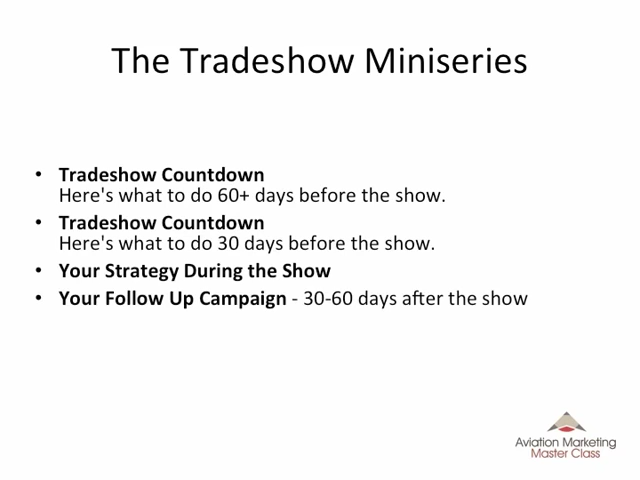 The Tradeshow Miniseries
• Tradeshow Countdown
Here's what to do 60+ days before the show.
• Tradeshow Countdown
Here's what to do 30 days before the show.
• Your Strategy During the Show
• Your Follow Up Campaign - 30-60 days after the show
Aviation Marketing
Master Class